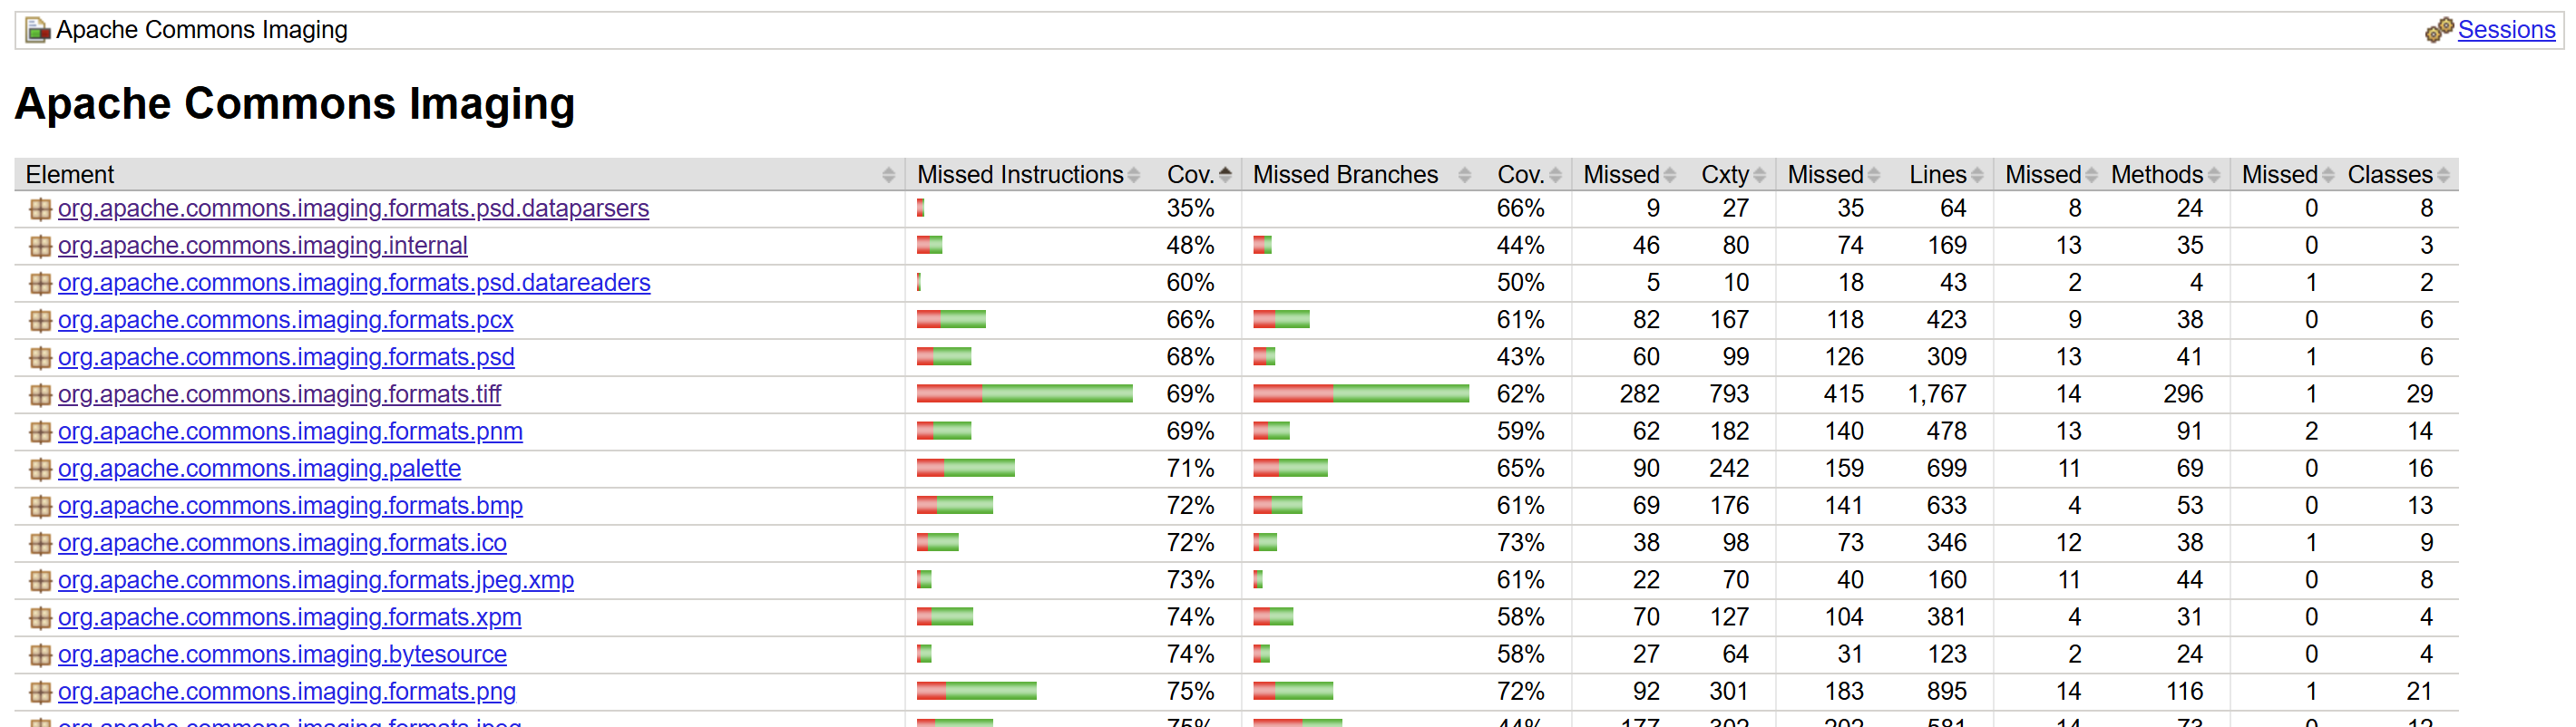 Apache Commons Imaging Sessions
Apache Commons Imaging
Element Missed Instructions Cov. Missed Branches Cov. Missed Cxty Missed Lines Missed Methods Missed Classes
org.apache.commons.imaging.formats.psd.dataparsers 35% 66% 9 27 35 64 8 24 0 8
org.apache.commons.imaging.internal 48% 44% 46 80 74 169 13 35 0 3
org.apache.commons.imaging.formats.psd.datareaders 60% 50% 5 10 18 43 2 4 1 2
org.apache.commons.imaging.formats.pcx 66% 61% 82 167 118 423 9 38 0 6
org.apache.commons.imaging.formats.psd 68% 43% 60 99 126 309 13 41 1 6
org.apache.commons.imaging.formats.tiff 69% 62% 282 793 415 1,767 14 296 1 29
org.apache.commons.imaging.formats.pnm 69% 59% 62 182 140 478 13 91 2 14
org.apache.commons.imaging.palette 71% 65% 90 242 159 699 11 69 0 16
org.apache.commons.imaging.formats.bmp 72% 61% 69 176 141 633 4 53 0 13
org.apache.commons.imaging.formats.ico 72% 73% 38 98 73 346 12 38 1 9
org.apache.commons.imaging.formats.jpeg.xmp 73% 61% 22 70 40 160 11 44 0 8
org.apache.commons.imaging.formats.xpm 74% 58% 70 127 104 381 4 31 0 4
org.apache.commons.imaging.bytesource 74% 58% 27 64 31 123 2 24 0 4
org.apache.commons.imaging.formats.png 75% 72% 92 301 183 895 14 116 1 21
org.apache.commons.imaging.formats.jpeg 75% 44% 177 302